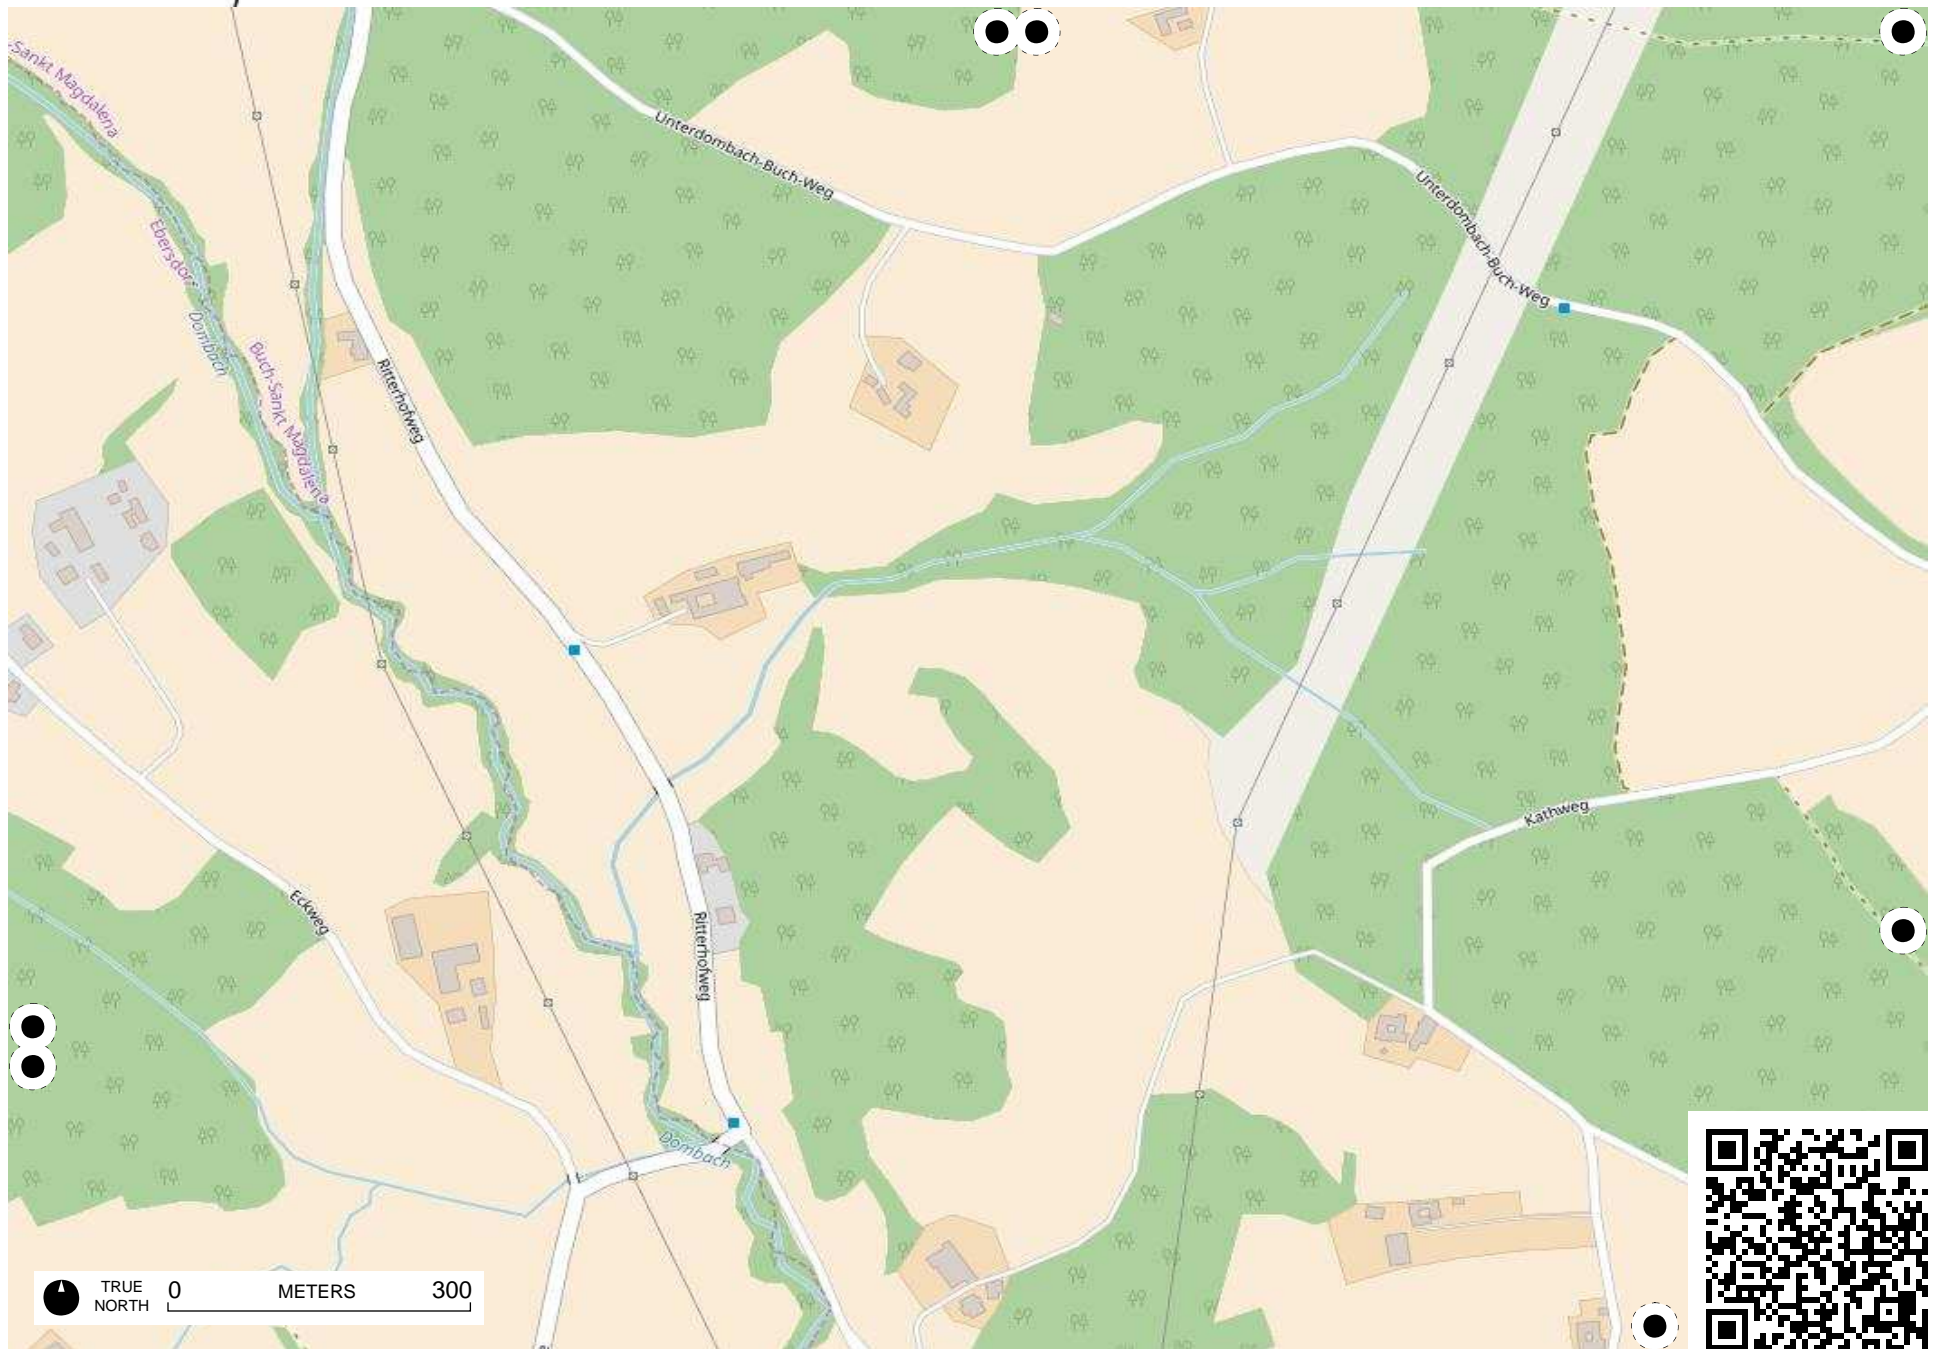 -Sankt Magdalena
Unterdombach-Buch-Weg
Unterdombach-Buch-Weg
Ebersdorf
Dombach
Buch-Sankt Magdalena
Ritterhofweg
Kathweg
Eckweg
Ritterhofweg
Dombach
TRUE
NORTH
0
METERS
300